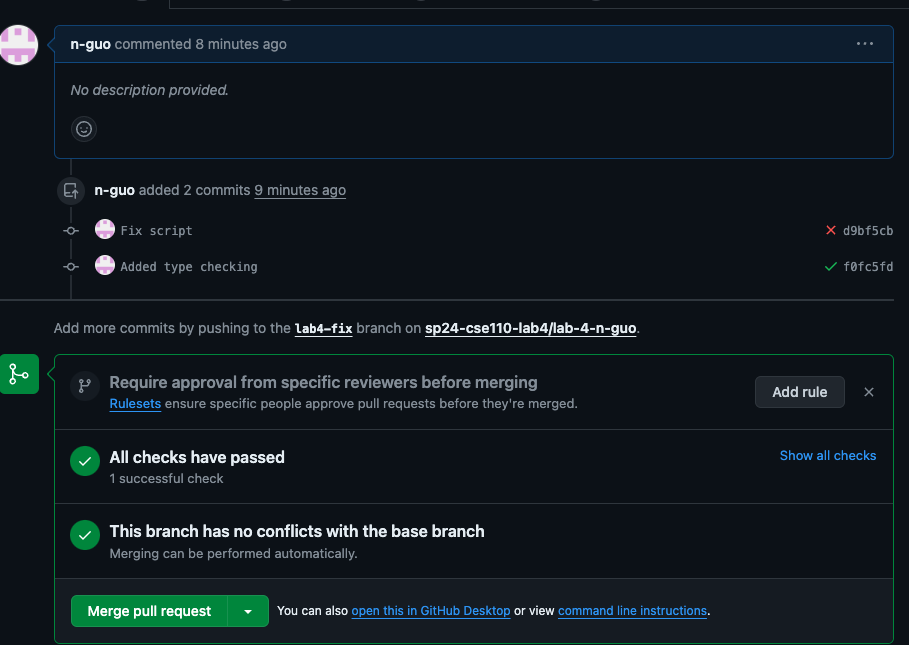 n-guo commented 8 minutes ago
No description provided.
n-guo added 2 commits 9 minutes ago
Fix script d9bf5cb
Added type checking f0fc5fd
Add more commits by pushing to the lab4-fix branch on sp24-cse110-lab4/lab-4-n-guo.
Require approval from specific reviewers before merging
Rulesets ensure specific people approve pull requests before they're merged.
Add rule
All checks have passed
1 successful check
Show all checks
This branch has no conflicts with the base branch
Merging can be performed automatically.
Merge pull request
You can also open this in GitHub Desktop or view command line instructions.